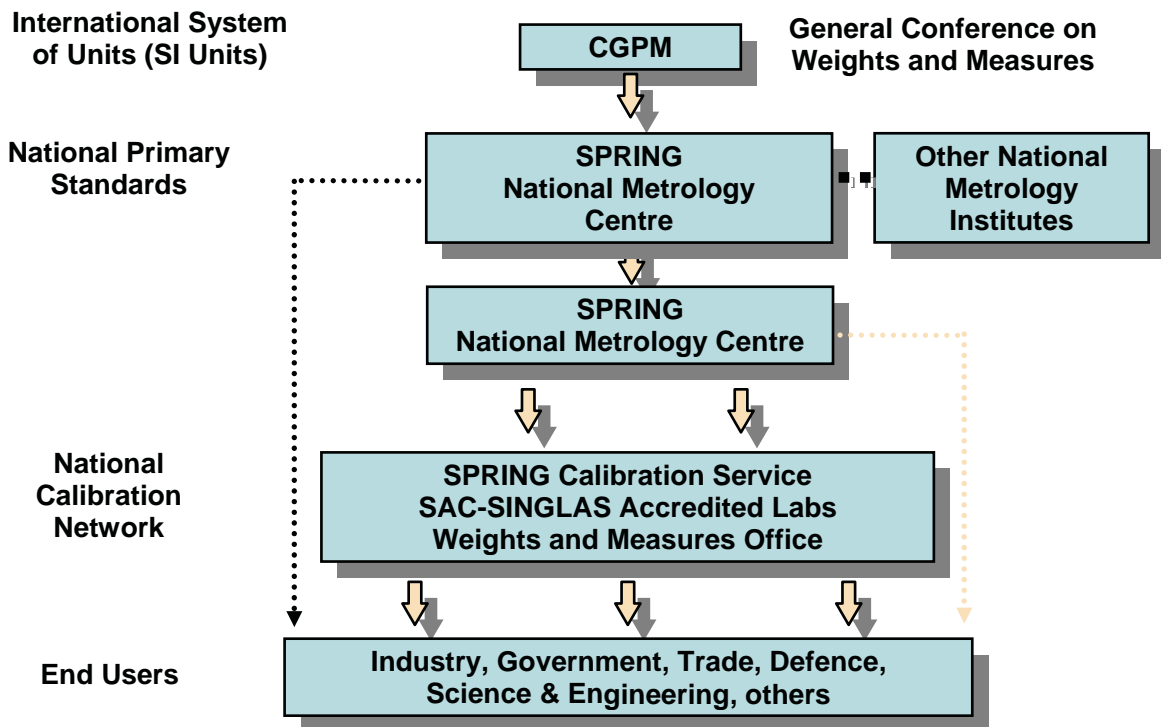 International System
of Units (SI Units)
CGPM
General Conference on
Weights and Measures
National Primary
Standards
SPRING
National Metrology
Centre
Other National
Metrology
Institutes
SPRING
National Metrology Centre
National
Calibration
Network
SPRING Calibration Service
SAC-SINGLAS Accredited Labs
Weights and Measures Office
End Users
Industry, Government, Trade, Defence,
Science & Engineering, others